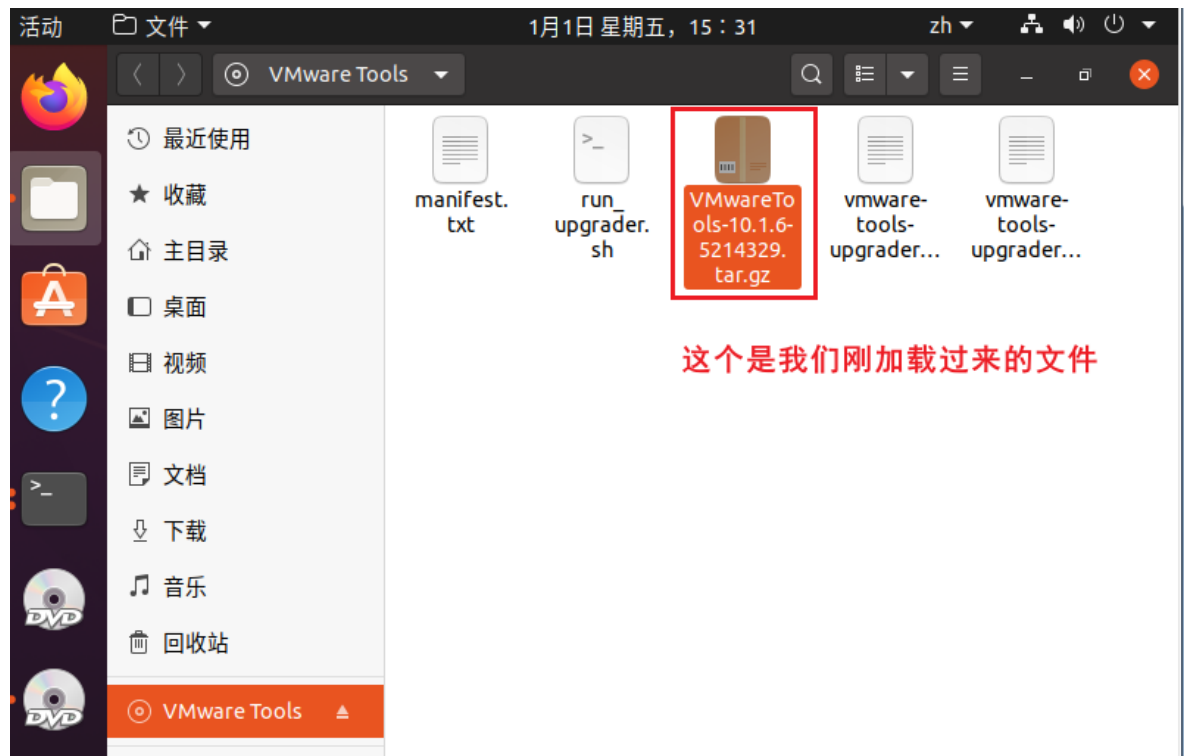 活动 文件 1月1日 星期五，15：31 zh
VMware Tools
最近使用
收藏
主目录
桌面
视频
图片
文档
下载
音乐
回收站
VMware Tools
manifest.
txt
run_
upgrader.
sh
VMwareTo
ols-10.1.6-
5214329.
tar.gz
vmware-
tools-
upgrader...
vmware-
tools-
upgrader...
这个是我们刚加载过来的文件
DVD
DVD